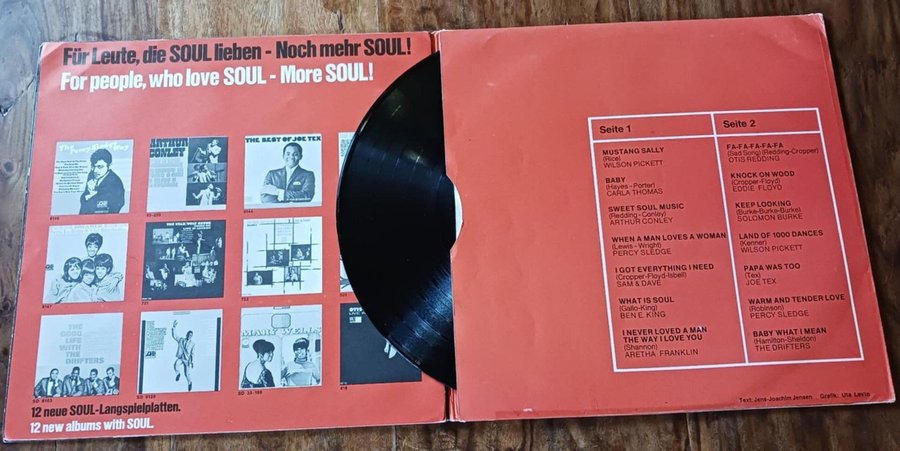 Für Leute, die SOUL lieben - Noch mehr SOUL!
For people, who love SOUL - More SOUL!
ARTHUR
CONLEY
THE BEST OF JOE TEX
8144
THE
GOOD
LIFE
WITH
THE
DRIFTERS
MARY WELLS
OTIS
SD 8103
12 neue SOUL-Langspielplatten.
12 new albums with SOUL.
Seite 1
MUSTANG SALLY
(Rice)
WILSON PICKETT
BABY
(Hayes - Porter)
CARLA THOMAS
SWEET SOUL MUSIC
(Redding - Conley)
ARTHUR CONLEY
WHEN A MAN LOVES A WOMAN
(Lewis - Wright)
PERCY SLEDGE
I GOT EVERYTHING I NEED
(Cropper-Floyd-Isbell)
SAM & DAVE
WHAT IS SOUL
(Gallo-King)
BEN E. KING
I NEVER LOVED A MAN
THE WAY I LOVE YOU
(Shannon)
ARETHA FRANKLIN
Seite 2
FA-FA-FA-FA-FA
(Sad Song) (Redding-Cropper)
OTIS REDDING
KNOCK ON WOOD
(Cropper-Floyd)
EDDIE FLOYD
KEEP LOOKING
(Burke-Burke-Burke)
SOLOMON BURKE
LAND OF 1000 DANCES
(Kenner)
WILSON PICKETT
PAPA WAS TOO
(Tex)
JOE TEX
WARM AND TENDER LOVE
(Robinson)
PERCY SLEDGE
BABY WHAT I MEAN
(Hamilton-Sheldon)
THE DRIFTERS
Text: Jens-Joachim Jensen Grafik: Uta Levin